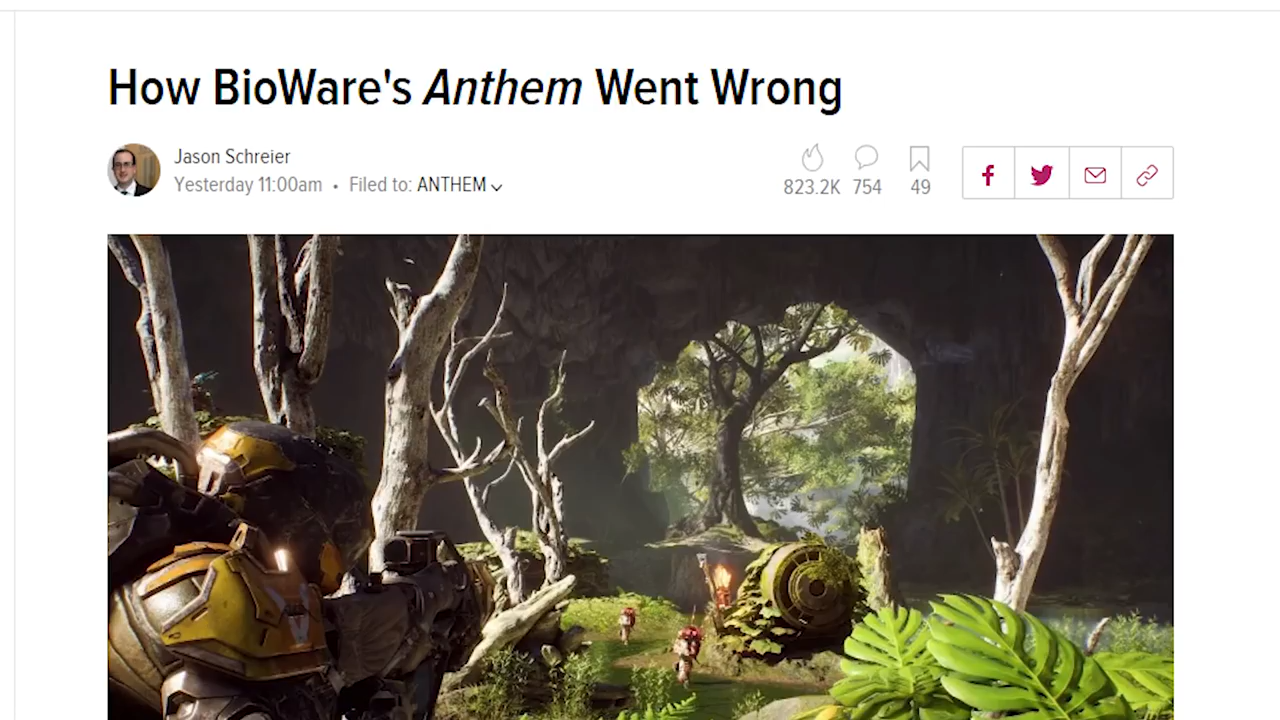 How BioWare's Anthem Went Wrong
Jason Schreier
Yesterday 11:00am • Filed to: ANTHEM
823.2K 754 49